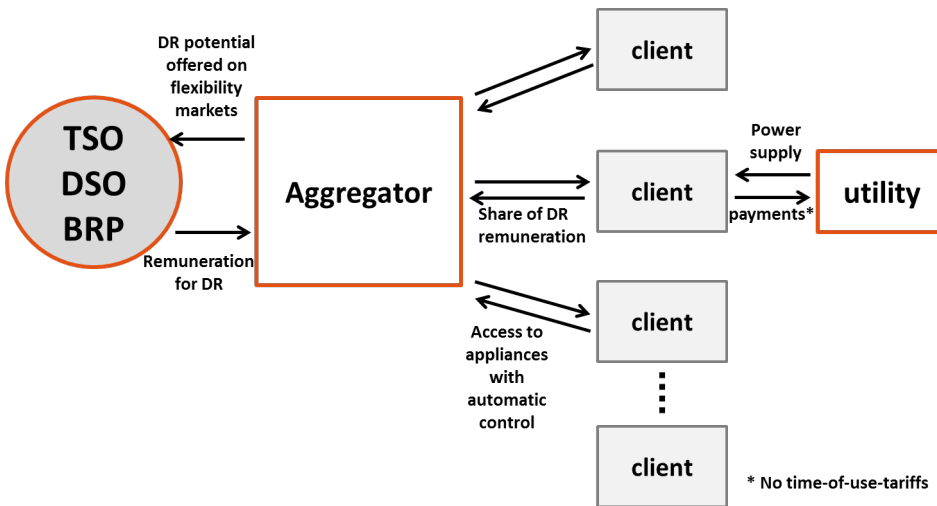 DR potential
offered on
flexibility
markets
TSO
DSO
BRP
Remuneration
for DR
Aggregator
client
client
Share of DR
remuneration
Power
supply
payments*
utility
Access to
appliances
with
automatic
control
client
client
* No time-of-use-tariffs